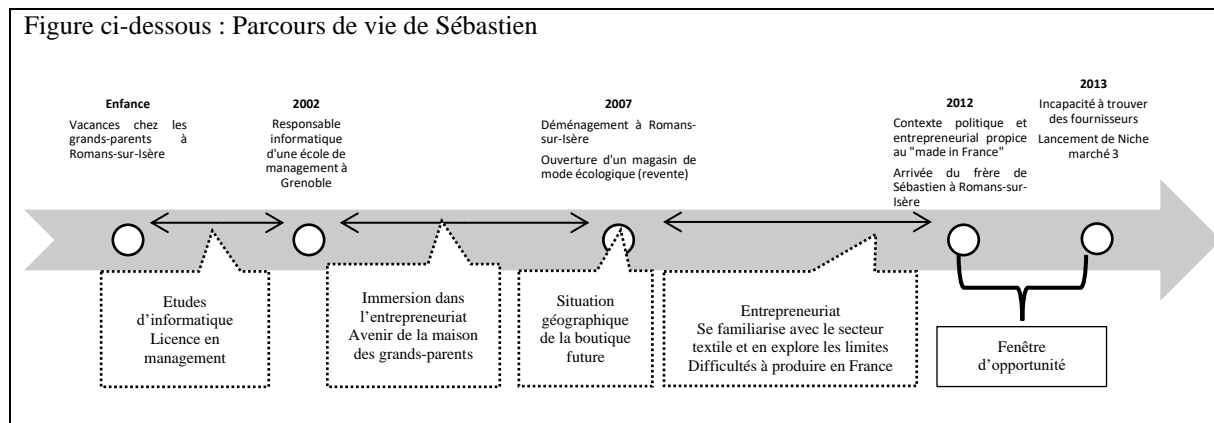 Figure ci-dessous : Parcours de vie de Sébastien
Enfance
Vacances chez les
grands-parents à
Romans-sur-Isère
2002
Responsable
informatique
d'une école de
management à
Grenoble
2007
Déménagement à Romans-
sur-Isère
Ouverture d'un magasin de
mode écologique (revente)
2012
Contexte politique et
entrepreneurial propice
au "made in France"
Arrivée du frère de
Sébastien à Romans-sur-
Isère
2013
Incapacité à trouver
des fournisseurs
Lancement de Niche
marché 3
Etudes
d'informatique
Licence en
management
Immersion dans
l'entrepreneuriat
Avenir de la maison
des grands-parents
Situation
géographique
de la boutique
future
Entrepreneuriat
Se familiarise avec le secteur
textile et en explore les limites
Difficultés à produire en France
Fenêtre
d'opportunité